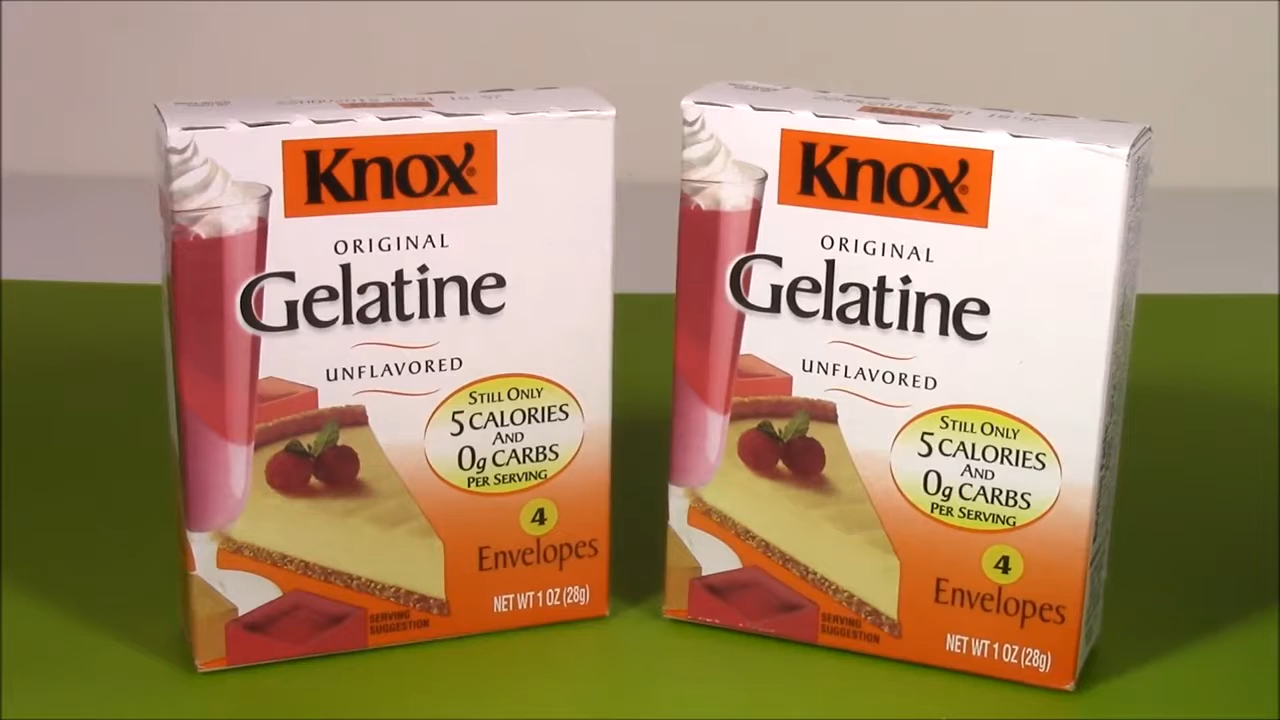 Knox®
ORIGINAL
Gelatine
UNFLAVORED
STILL ONLY
5 CALORIES
AND
0g CARBS
PER SERVING
4
Envelopes
NET WT 1 OZ (28g)
SERVING
SUGGESTION
Knox®
ORIGINAL
Gelatine
UNFLAVORED
STILL ONLY
5 CALORIES
AND
0g CARBS
PER SERVING
4
Envelopes
NET WT 1 OZ (28g)
SERVING
SUGGESTION